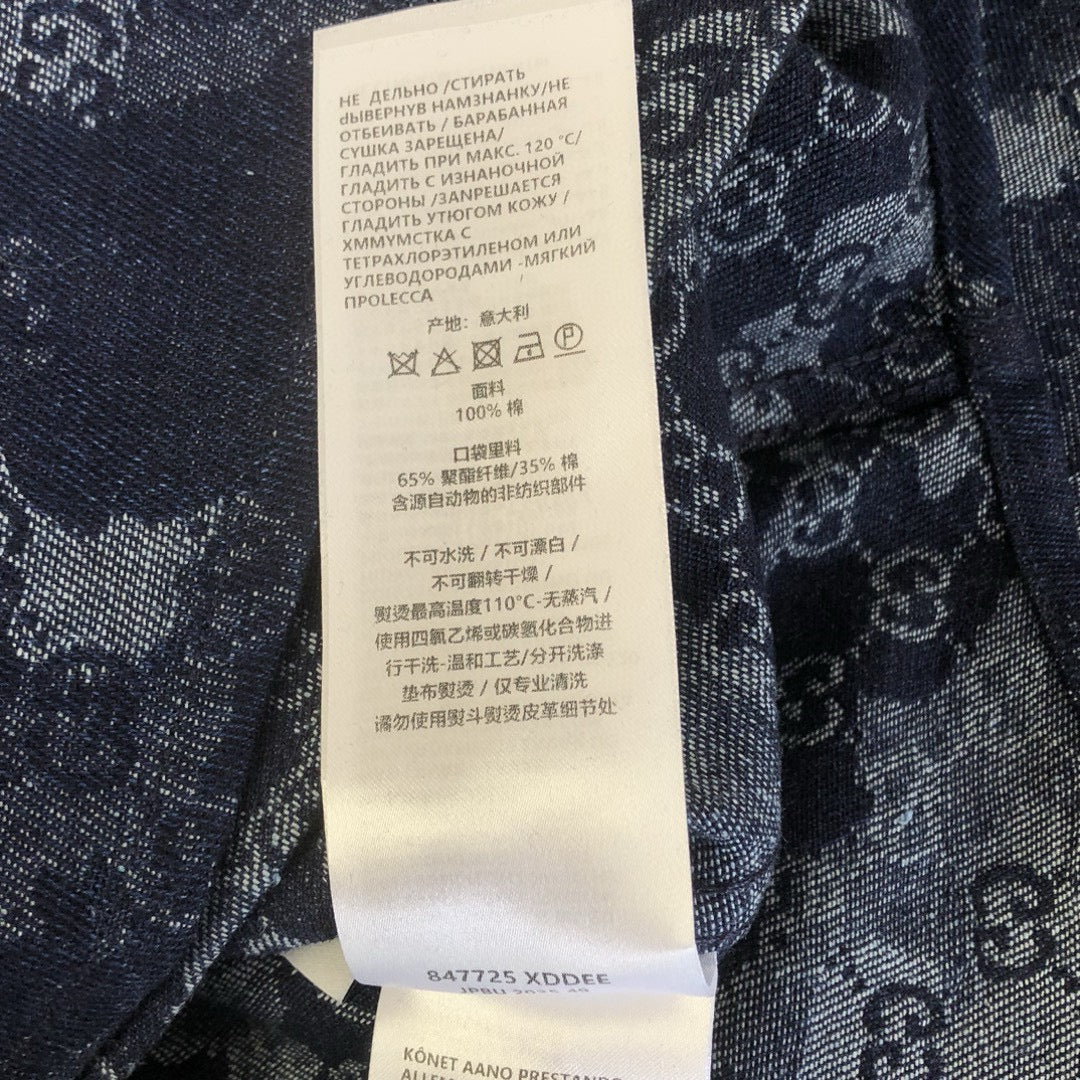 НЕ ДЕЛЬНО /СТИРАТЬ
dЫВЕРНУВ НАМЗНАНКУ/НЕ
ОТБЕИВАТЬ / БАРАБАННАЯ
СУШКА ЗАРЕЩЕНА/
ГЛАДИТЬ ПРИ МАКС. 120 °C/
ГЛАДИТЬ С ИЗНАНОЧНОЙ
СТОРОНЫ /ЗАNРЕШАЕТСЯ
ГЛАДИТЬ УТЮГОМ КОЖУ /
ХММУМСТКА С
ТЕТРАХЛОРЭТИЛЕНОМ ИЛИ
УГЛЕВОДОРОДАМИ -МЯГКИЙ
ПРОLECCA
产地：意大利
P
面料
100% 棉
口袋里料
65% 聚酯纤维/35% 棉
含源自动物的非纺织部件
不可水洗 / 不可漂白 /
不可翻转干燥 /
熨烫最高温度110°C-无蒸汽 /
使用四氯乙烯或碳氢化合物进
行干洗-温和工艺/分开洗涤
垫布熨烫 / 仅专业清洗
请勿使用熨斗熨烫皮革细节处
847725 XDDEE
KÔNET AANO